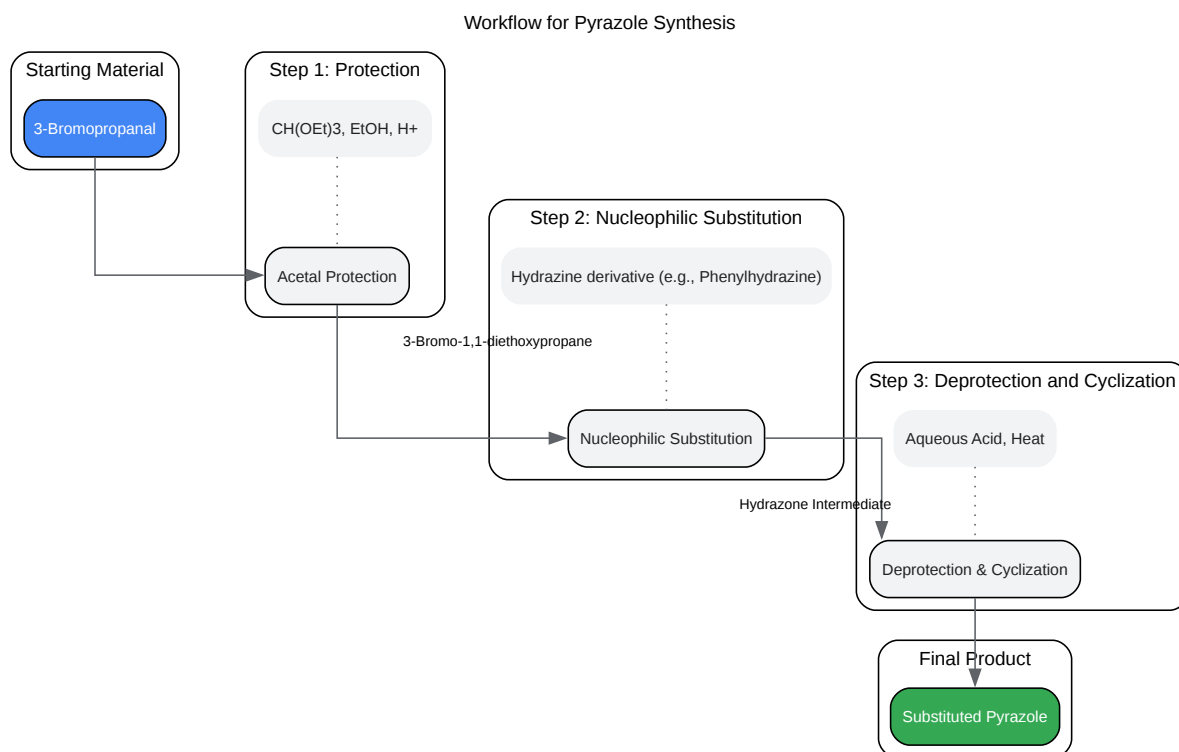 Workflow for Pyrazole Synthesis
Starting Material
3-Bromopropanal
Step 1: Protection
CH(OEt)3, EtOH, H+
Acetal Protection
3-Bromo-1,1-diethoxypropane
Step 2: Nucleophilic Substitution
Hydrazine derivative (e.g., Phenylhydrazine)
Nucleophilic Substitution
Hydrazone Intermediate
Step 3: Deprotection and Cyclization
Aqueous Acid, Heat
Deprotection & Cyclization
Final Product
Substituted Pyrazole